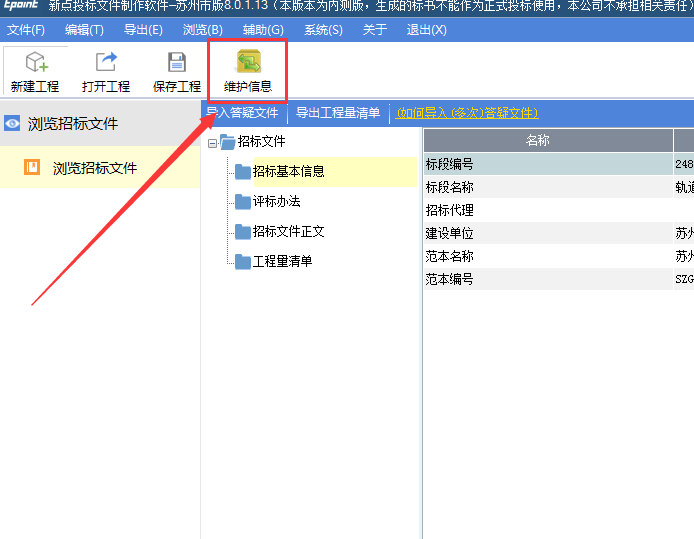 Epoint 新点投标文件制作软件-苏州市版8.0.1.13（本版本为内测版，生成的标书不能作为正式投标使用，本公司不承担相关责任）
文件(F) 编辑(T) 导出(E) 浏览(B) 辅助(G) 系统(S) 关于 退出(X)
新建工程 打开工程 保存工程 维护信息
浏览招标文件
浏览招标文件
导入答疑文件 导出工程量清单 (如何导入(多次)答疑文件)
招标文件
招标基本信息
评标办法
招标文件正文
工程量清单
名称
标段编号 248
标段名称 轨道
招标代理
建设单位 苏州
范本名称 苏州
范本编号 SZG